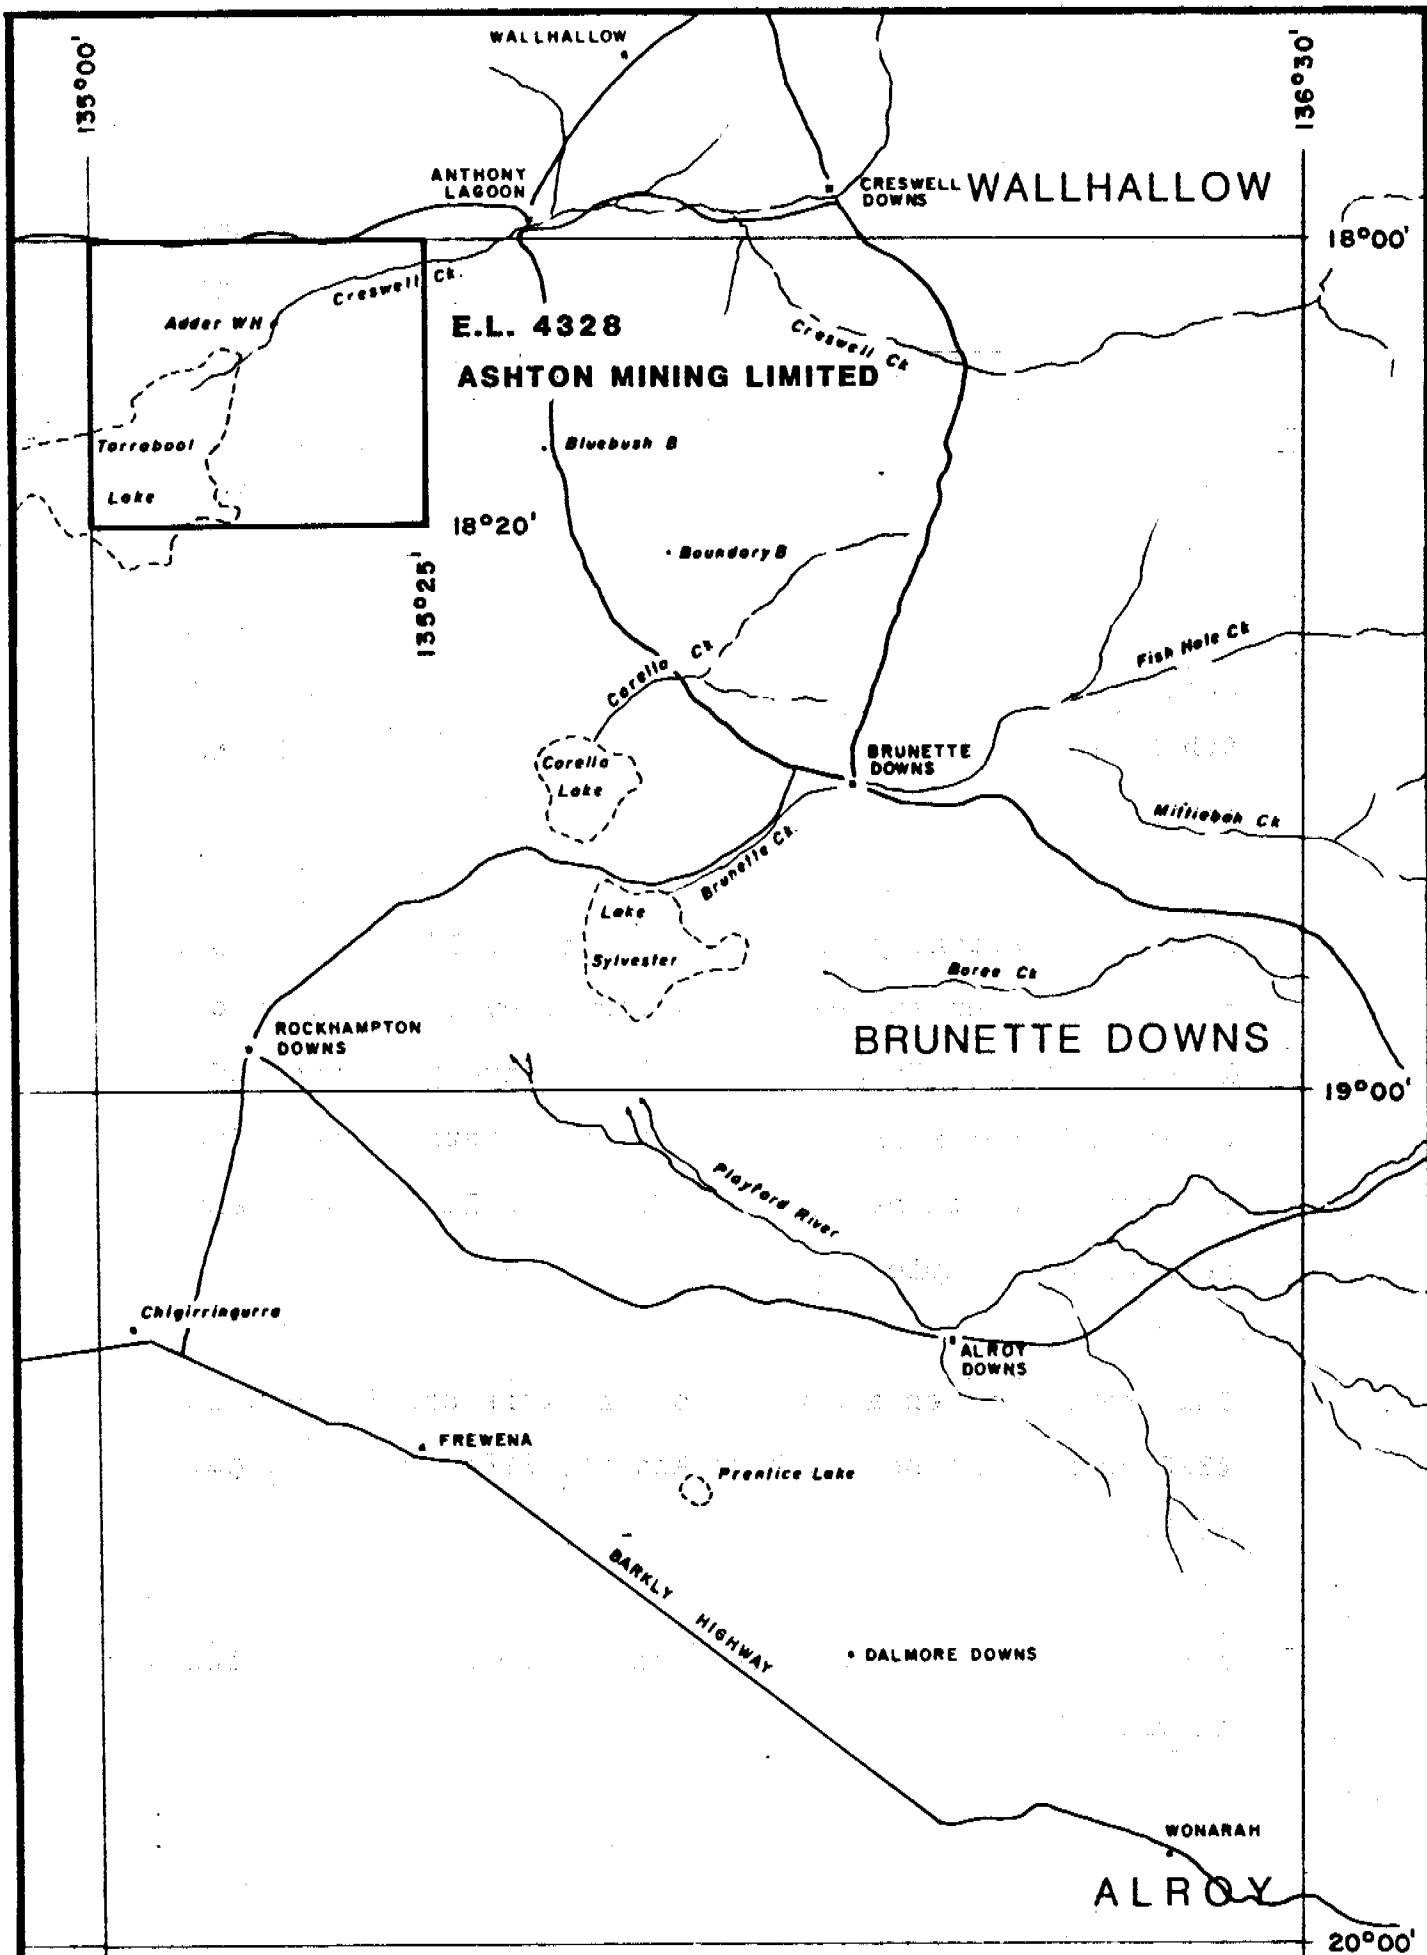 WALLHALLOW
135°00'
136°30'
ANTHONY
LAGOON
CRESWELL
DOWNS
WALLHALLOW
18°00'
Creswell Ck.
Adder WH
E.L. 4328
Creswell Ck
ASHTON MINING LIMITED
Tarrabool
Lake
Bluebush B
18°20'
135°25'
Boundary B
Fish Hole Ck
Corella Ck
BRUNETTE
DOWNS
Corella
Lake
Mittiebah Ck
Brunette Ck.
Lake
Sylvester
Boree Ck
ROCKHAMPTON
DOWNS
BRUNETTE DOWNS
19°00'
Playford River
Chigirringurra
ALROY
DOWNS
FREWENA
Prentice Lake
BARKLY HIGHWAY
DALMORE DOWNS
WONARAH
ALROY
20°00'